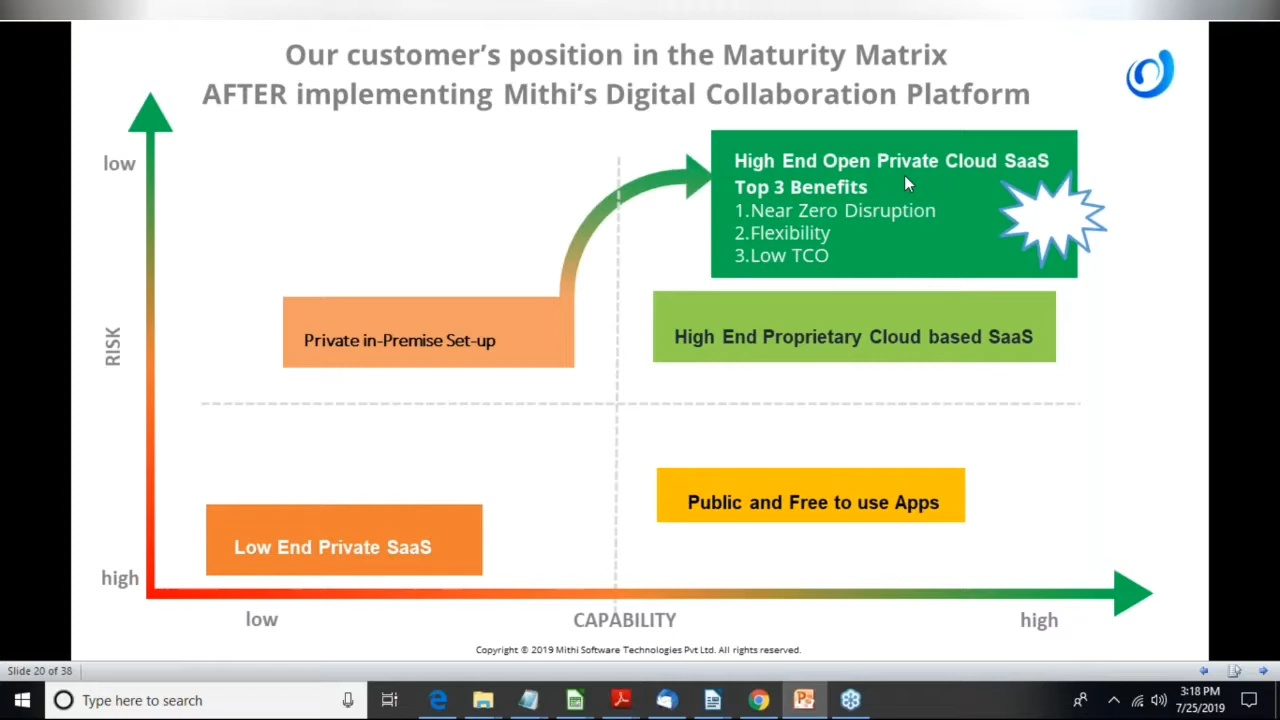 Our customer’s position in the Maturity Matrix
AFTER implementing Mithi’s Digital Collaboration Platform
low
High End Open Private Cloud SaaS
Top 3 Benefits
1.Near Zero Disruption
2.Flexibility
3.Low TCO
RISK
Private in-Premise Set-up
High End Proprietary Cloud based SaaS
Public and Free to use Apps
Low End Private SaaS
high
low
CAPABILITY
high
Copyright © 2019 Mithi Software Technologies Pvt Ltd. All rights reserved.
Slide 20 of 38
Type here to search
3:18 PM
7/25/2019